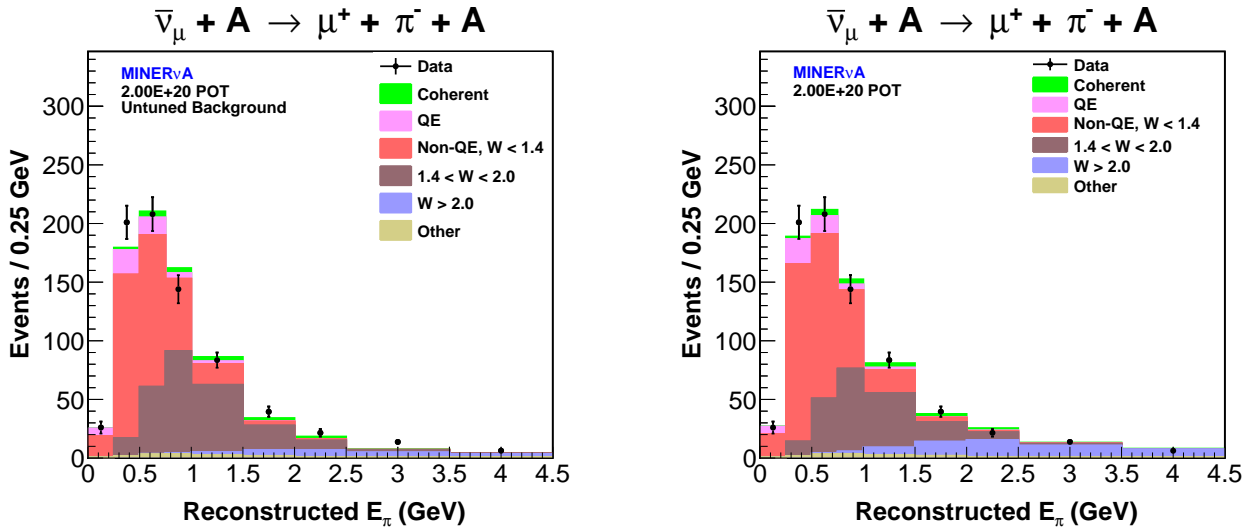 ν̅μ + A → μ+ + π- + A
MINERνA
2.00E+20 POT
Untuned Background
Data
Coherent
QE
Non-QE, W < 1.4
1.4 < W < 2.0
W > 2.0
Other
Events / 0.25 GeV
300
250
200
150
100
50
0
0 0.5 1 1.5 2 2.5 3 3.5 4 4.5
Reconstructed Eπ (GeV)
ν̅μ + A → μ+ + π- + A
MINERνA
2.00E+20 POT
Data
Coherent
QE
Non-QE, W < 1.4
1.4 < W < 2.0
W > 2.0
Other
Events / 0.25 GeV
300
250
200
150
100
50
0
0 0.5 1 1.5 2 2.5 3 3.5 4 4.5
Reconstructed Eπ (GeV)